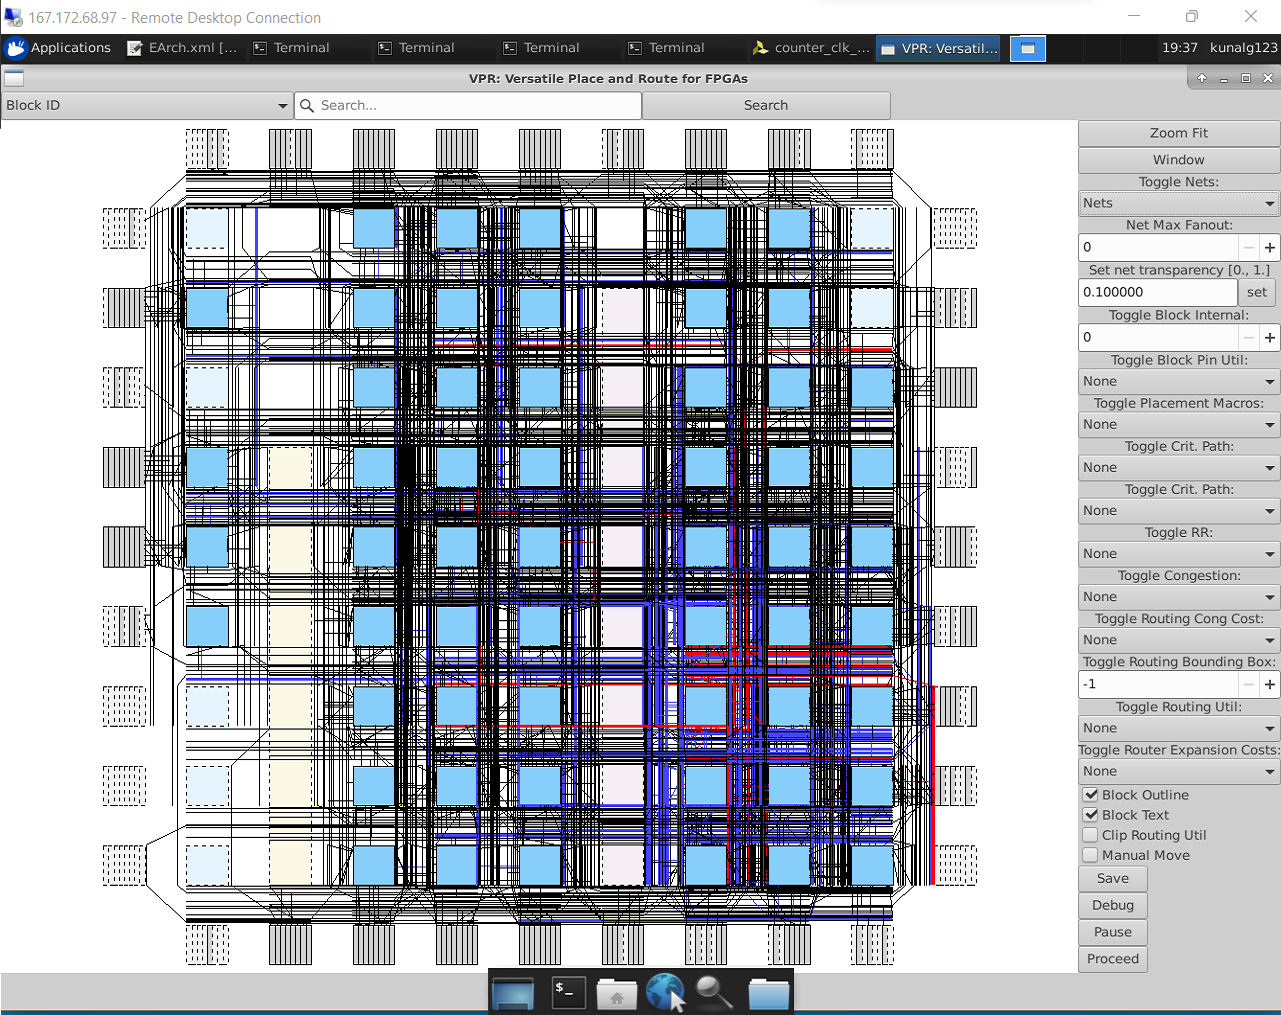 167.172.68.97 - Remote Desktop Connection
Applications
EArch.xml [...
Terminal
Terminal
Terminal
Terminal
counter_clk_...
VPR: Versatil...
19:37
kunalg123
VPR: Versatile Place and Route for FPGAs
Block ID
Search...
Search
Zoom Fit
Window
Toggle Nets:
Nets
Net Max Fanout:
0
Set net transparency [0., 1.]
0.100000
set
Toggle Block Internal:
0
Toggle Block Pin Util:
None
Toggle Placement Macros:
None
Toggle Crit. Path:
None
Toggle Crit. Path:
None
Toggle RR:
None
Toggle Congestion:
None
Toggle Routing Cong Cost:
None
Toggle Routing Bounding Box:
-1
Toggle Routing Util:
None
Toggle Router Expansion Costs:
None
Block Outline
Block Text
Clip Routing Util
Manual Move
Save
Debug
Pause
Proceed
$_